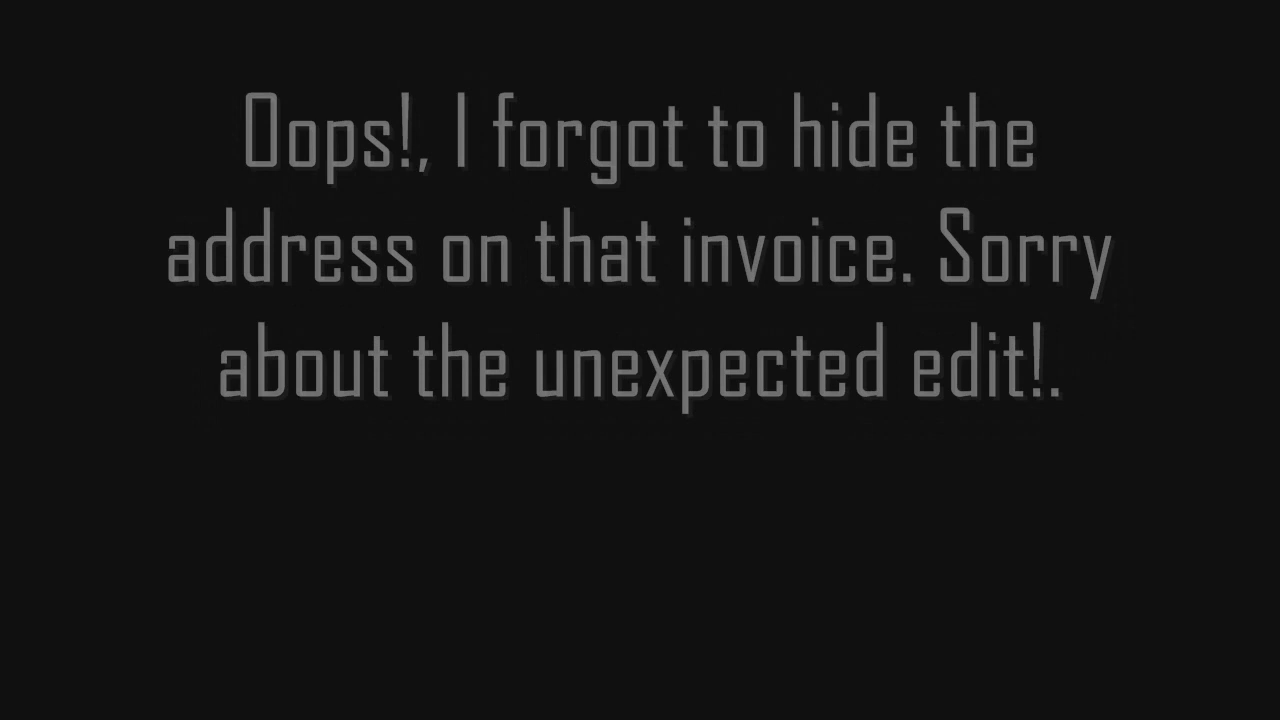 Oops!, I forgot to hide the
address on that invoice. Sorry
about the unexpected edit!.